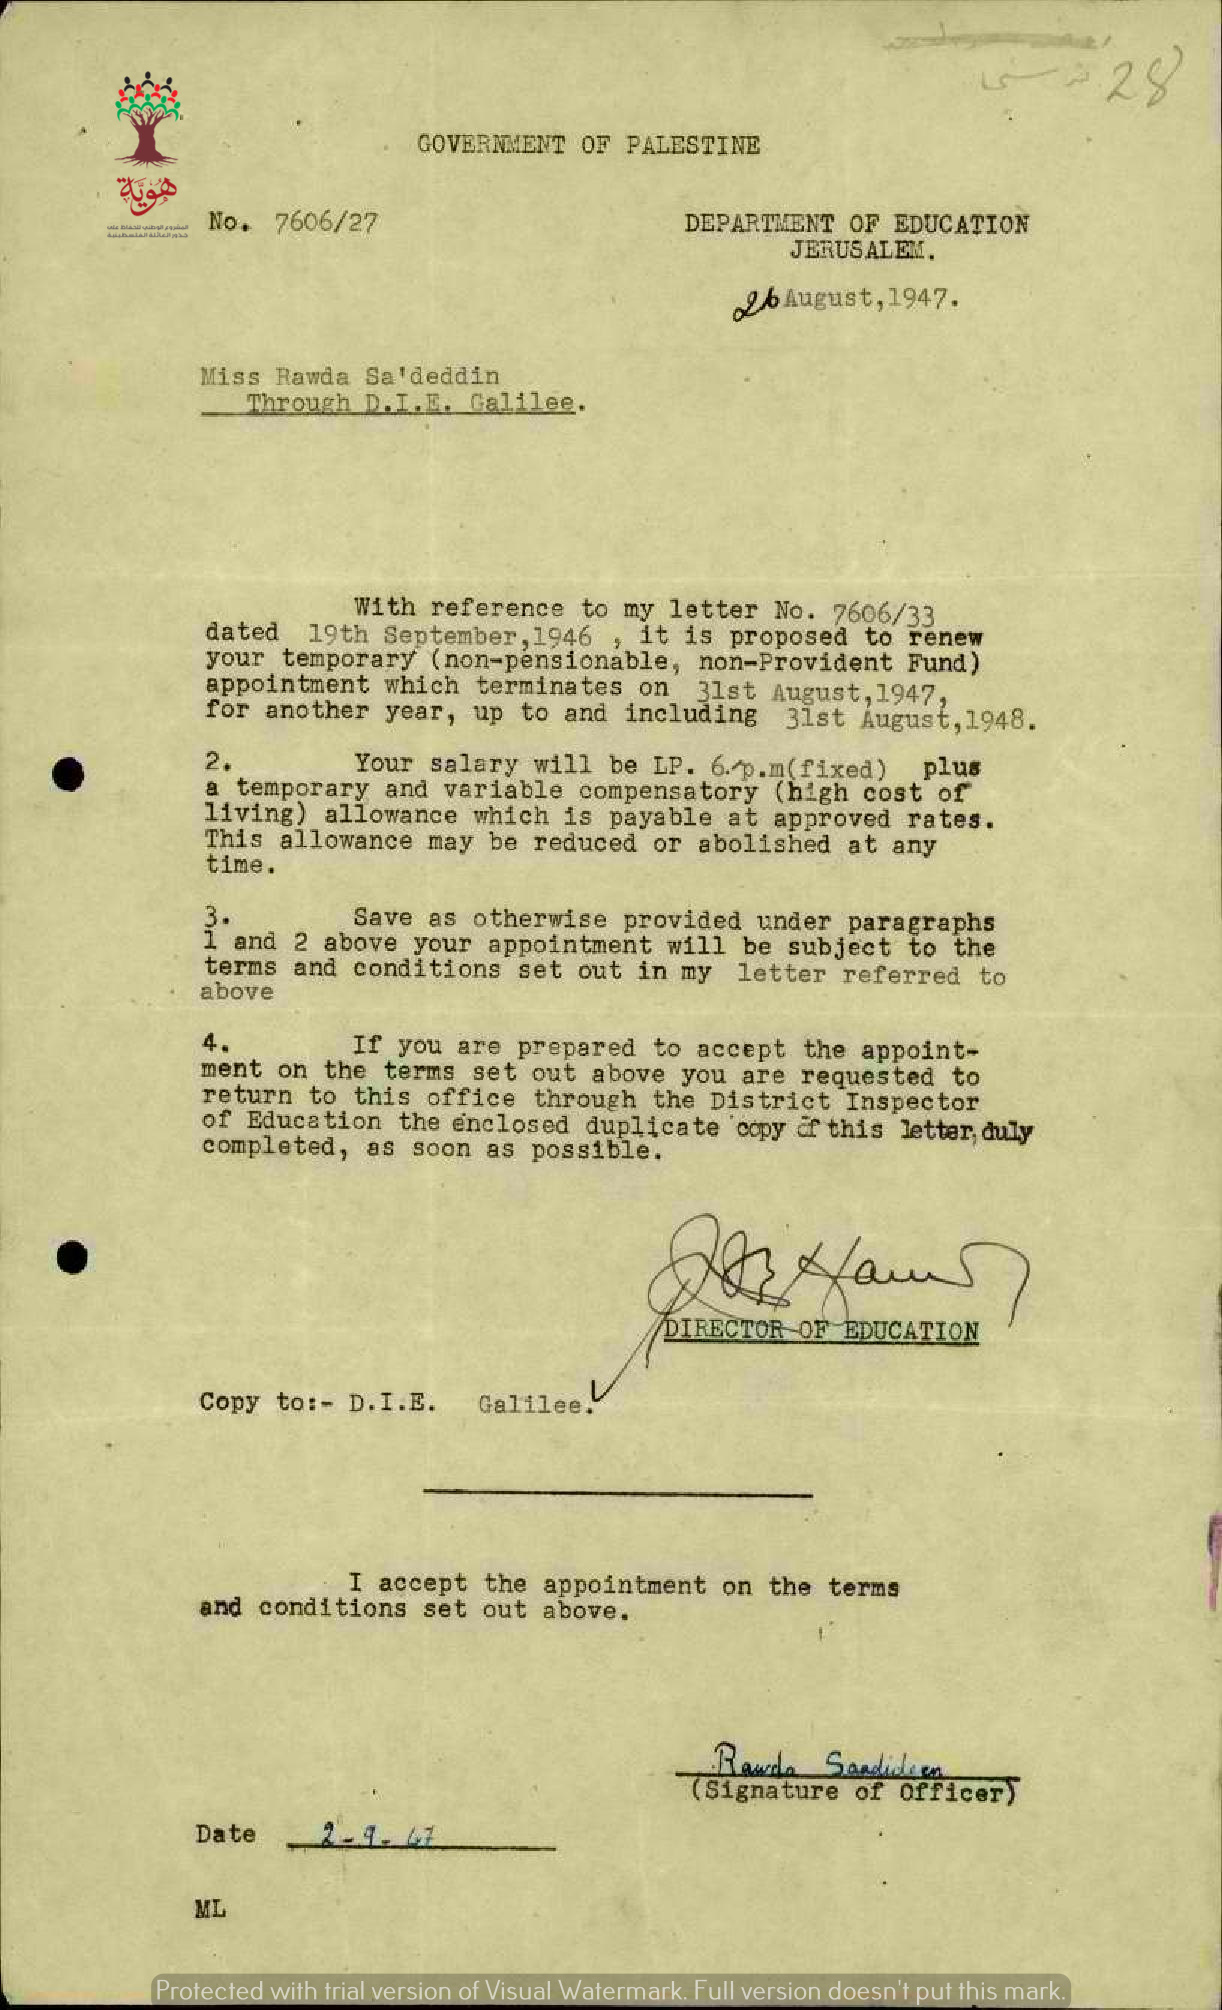 28
هوية
GOVERNMENT OF PALESTINE
No. 7606/27
DEPARTMENT OF EDUCATION
JERUSALEM.
26 August,1947.
Miss Rawda Sa'deddin
Through D.I.E. Galilee.
With reference to my letter No. 7606/33
dated 19th September,1946 , it is proposed to renew
your temporary (non-pensionable, non-Provident Fund)
appointment which terminates on 31st August,1947,
for another year, up to and including 31st August,1948.
2. Your salary will be LP. 6.-p.m(fixed) plus
a temporary and variable compensatory (high cost of
living) allowance which is payable at approved rates.
This allowance may be reduced or abolished at any
time.
3. Save as otherwise provided under paragraphs
1 and 2 above your appointment will be subject to the
terms and conditions set out in my letter referred to
above
4. If you are prepared to accept the appoint-
ment on the terms set out above you are requested to
return to this office through the District Inspector
of Education the enclosed duplicate copy of this letter, duly
completed, as soon as possible.
DIRECTOR OF EDUCATION
Copy to:- D.I.E. Galilee.
I accept the appointment on the terms
and conditions set out above.
Rawda Saadideen
(Signature of Officer)
Date 2-9-47
ML
Protected with trial version of Visual Watermark. Full version doesn't put this mark.